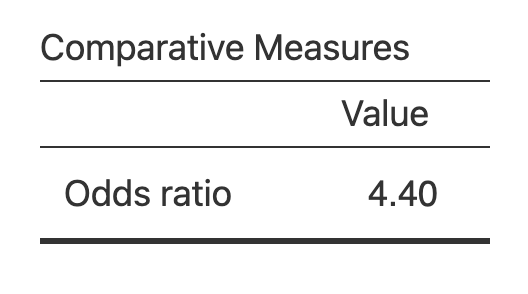 Comparative Measures
Value
Odds ratio 4.40